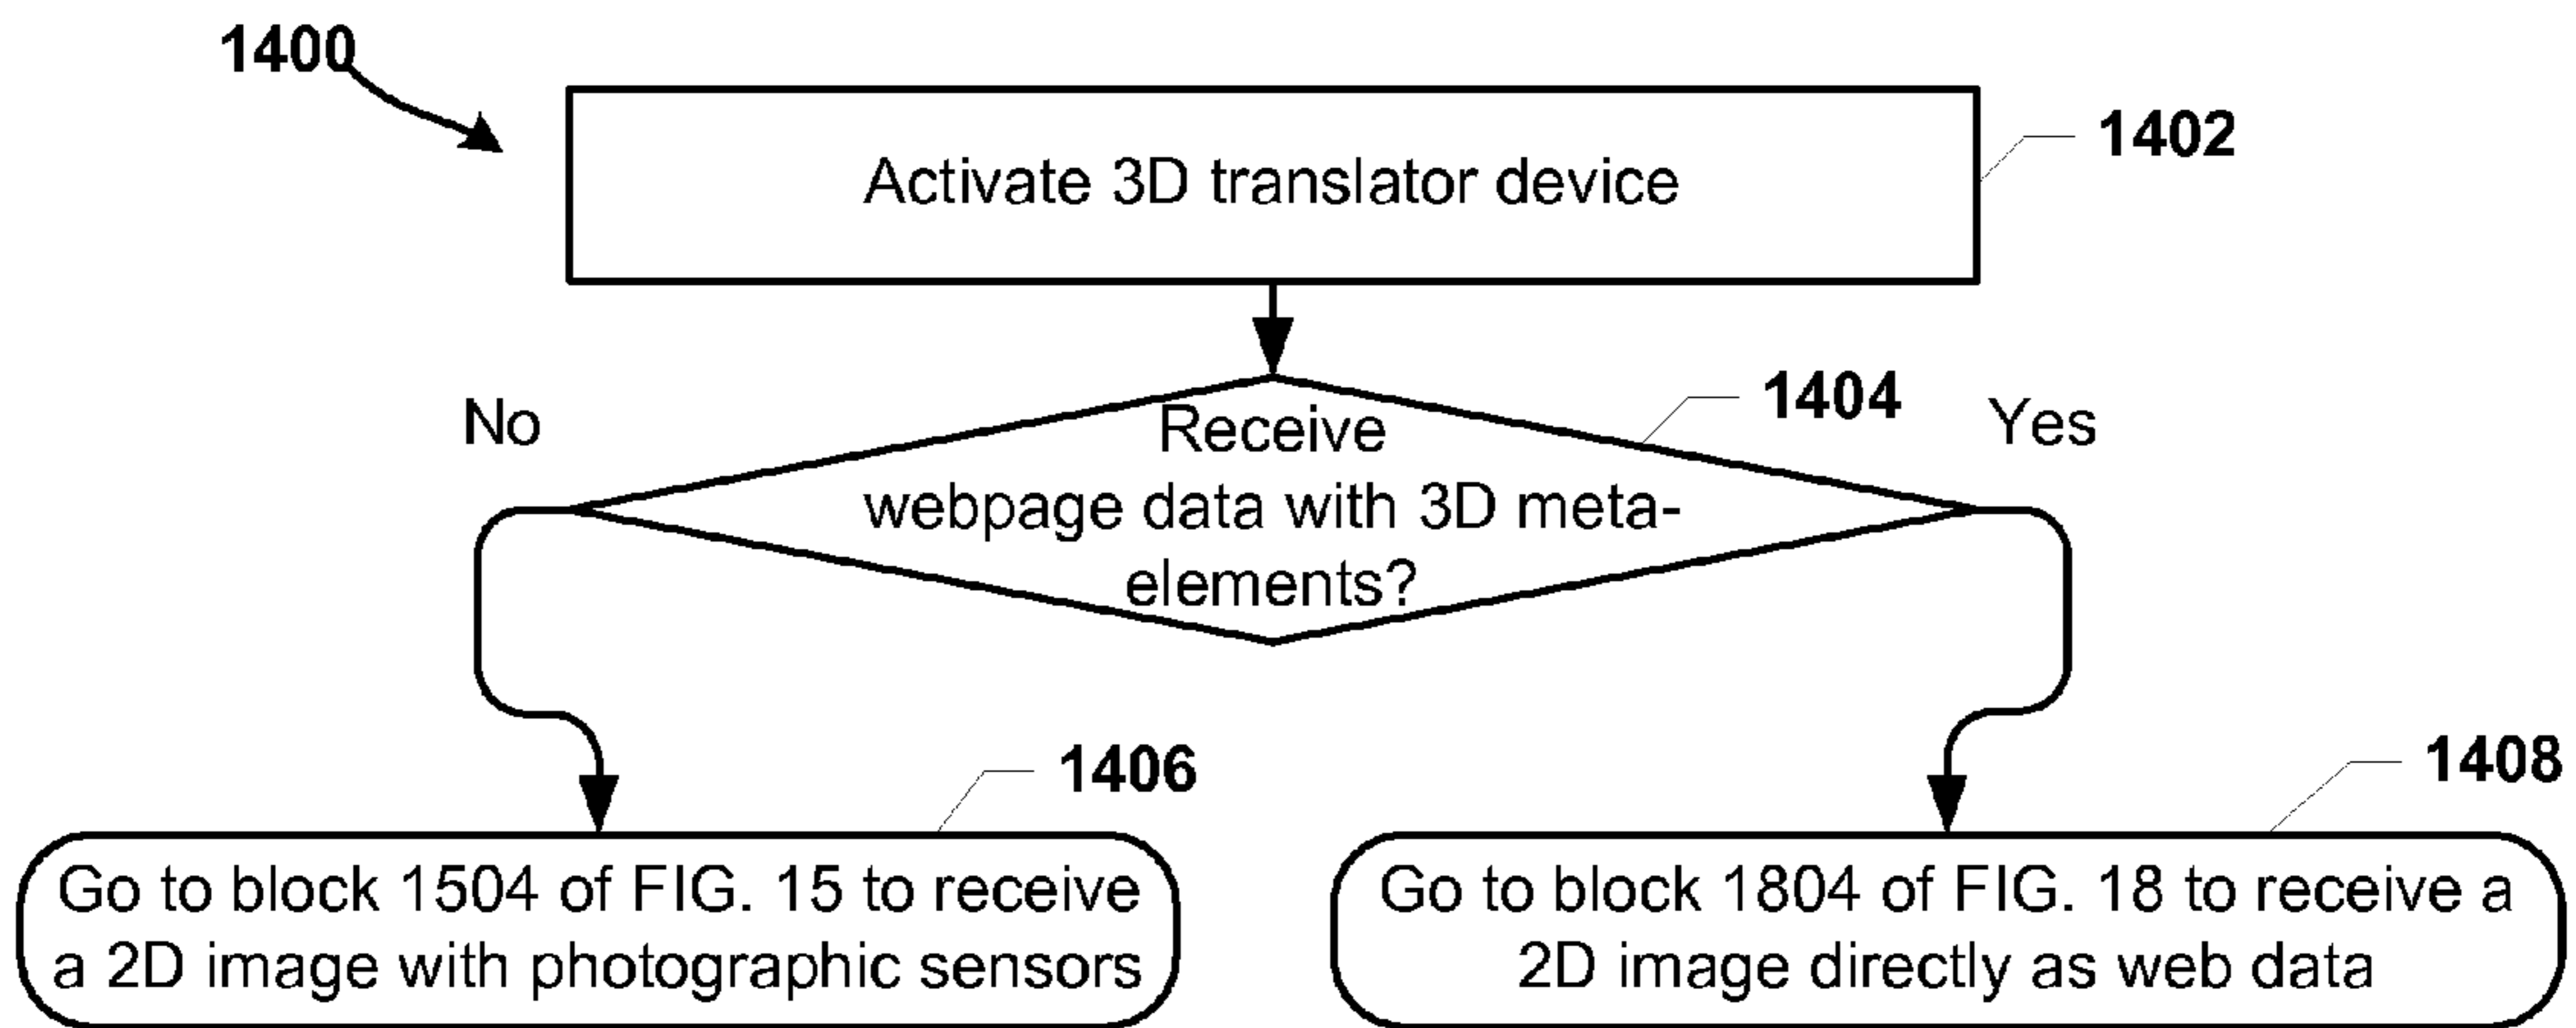 1400
Activate 3D translator device
1402
1404
No
Yes
Receive
webpage data with 3D meta-
elements?
1406
1408
Go to block 1504 of FIG. 15 to receive
a 2D image with photographic sensors
Go to block 1804 of FIG. 18 to receive a
2D image directly as web data